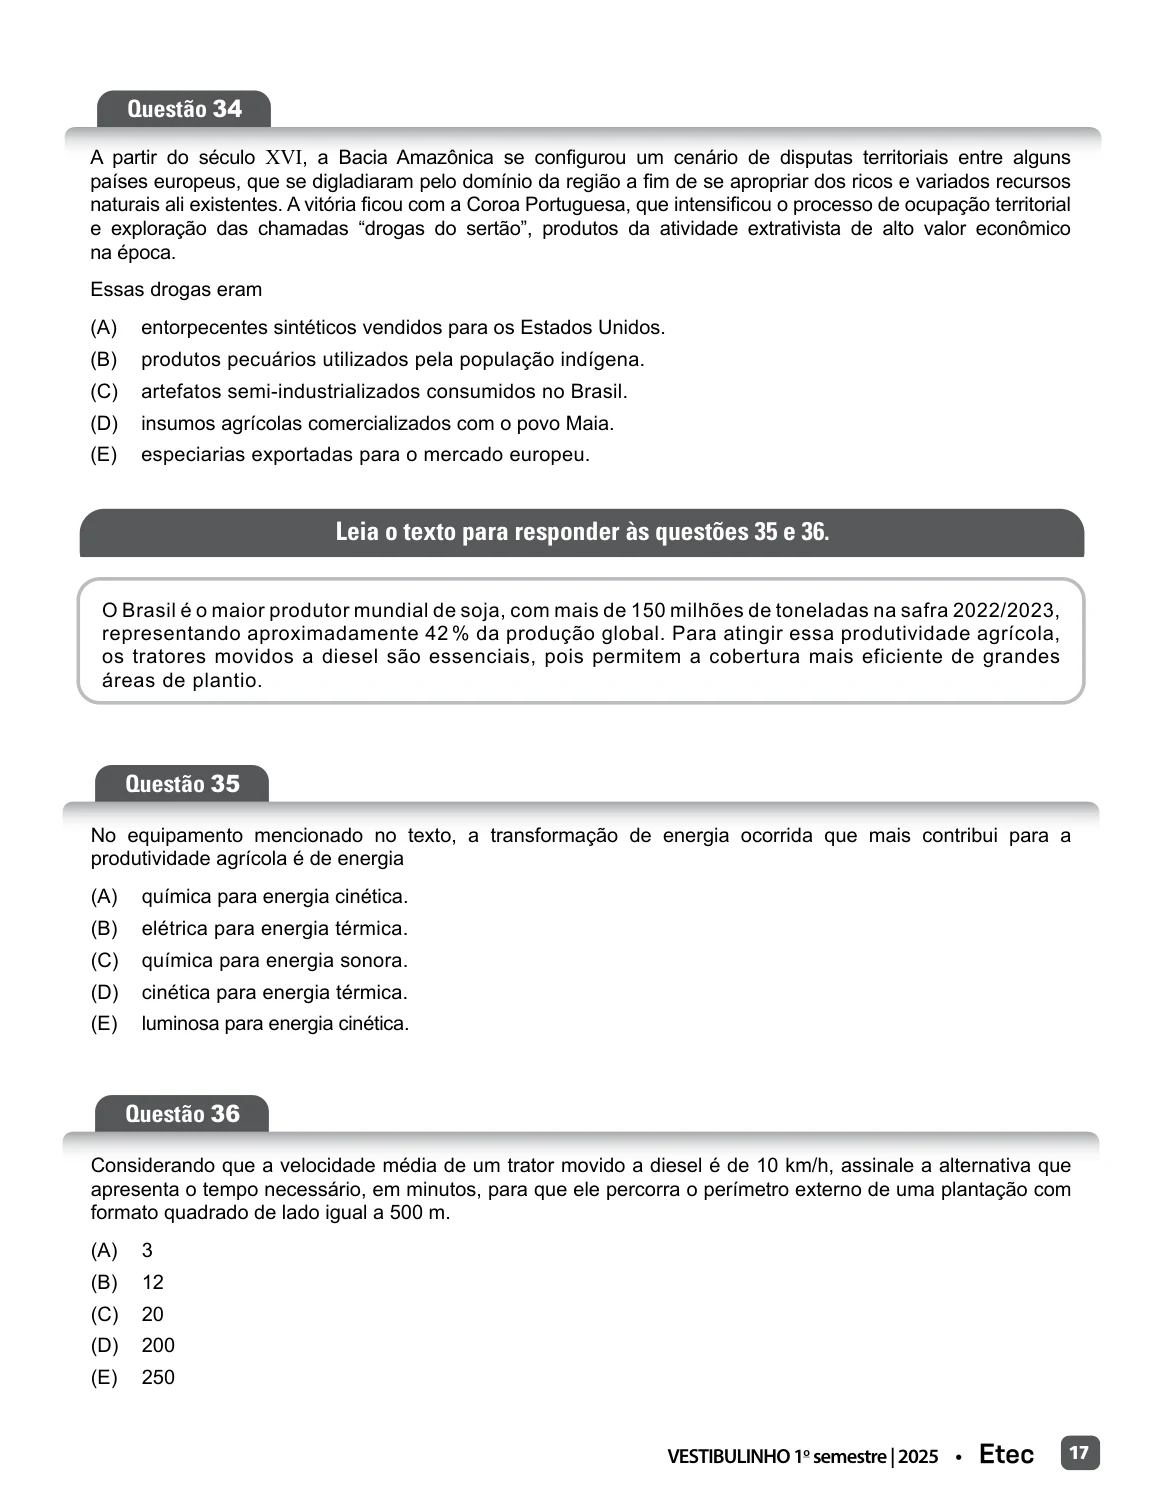 Questão 34
A partir do século XVI, a Bacia Amazônica se configurou um cenário de disputas territoriais entre alguns
países europeus, que se digladiaram pelo domínio da região a fim de se apropriar dos ricos e variados recursos
naturais ali existentes. A vitória ficou com a Coroa Portuguesa, que intensificou o processo de ocupação territorial
e exploração das chamadas “drogas do sertão”, produtos da atividade extrativista de alto valor econômico
na época.
Essas drogas eram
(A) entorpecentes sintéticos vendidos para os Estados Unidos.
(B) produtos pecuários utilizados pela população indígena.
(C) artefatos semi-industrializados consumidos no Brasil.
(D) insumos agrícolas comercializados com o povo Maia.
(E) especiarias exportadas para o mercado europeu.
Leia o texto para responder às questões 35 e 36.
O Brasil é o maior produtor mundial de soja, com mais de 150 milhões de toneladas na safra 2022/2023,
representando aproximadamente 42 % da produção global. Para atingir essa produtividade agrícola,
os tratores movidos a diesel são essenciais, pois permitem a cobertura mais eficiente de grandes
áreas de plantio.
Questão 35
No equipamento mencionado no texto, a transformação de energia ocorrida que mais contribui para a
produtividade agrícola é de energia
(A) química para energia cinética.
(B) elétrica para energia térmica.
(C) química para energia sonora.
(D) cinética para energia térmica.
(E) luminosa para energia cinética.
Questão 36
Considerando que a velocidade média de um trator movido a diesel é de 10 km/h, assinale a alternativa que
apresenta o tempo necessário, em minutos, para que ele percorra o perímetro externo de uma plantação com
formato quadrado de lado igual a 500 m.
(A) 3
(B) 12
(C) 20
(D) 200
(E) 250
VESTIBULINHO 1º semestre | 2025 • Etec 17